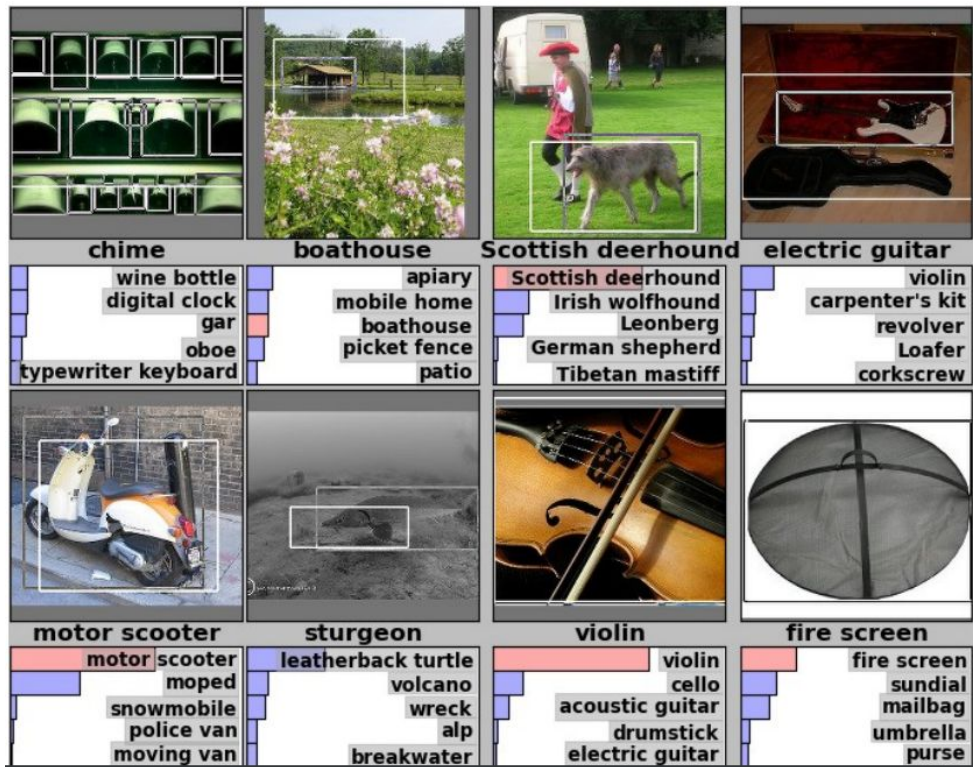 chime
boathouse
Scottish deerhound
electric guitar
wine bottle
digital clock
gar
oboe
typewriter keyboard
apiary
mobile home
boathouse
picket fence
patio
Scottish deerhound
Irish wolfhound
Leonberg
German shepherd
Tibetan mastiff
violin
carpenter's kit
revolver
Loafer
corkscrew
motor scooter
sturgeon
violin
fire screen
motor scooter
moped
snowmobile
police van
moving van
leatherback turtle
volcano
wreck
alp
breakwater
violin
cello
acoustic guitar
drumstick
electric guitar
fire screen
sundial
mailbag
umbrella
purse